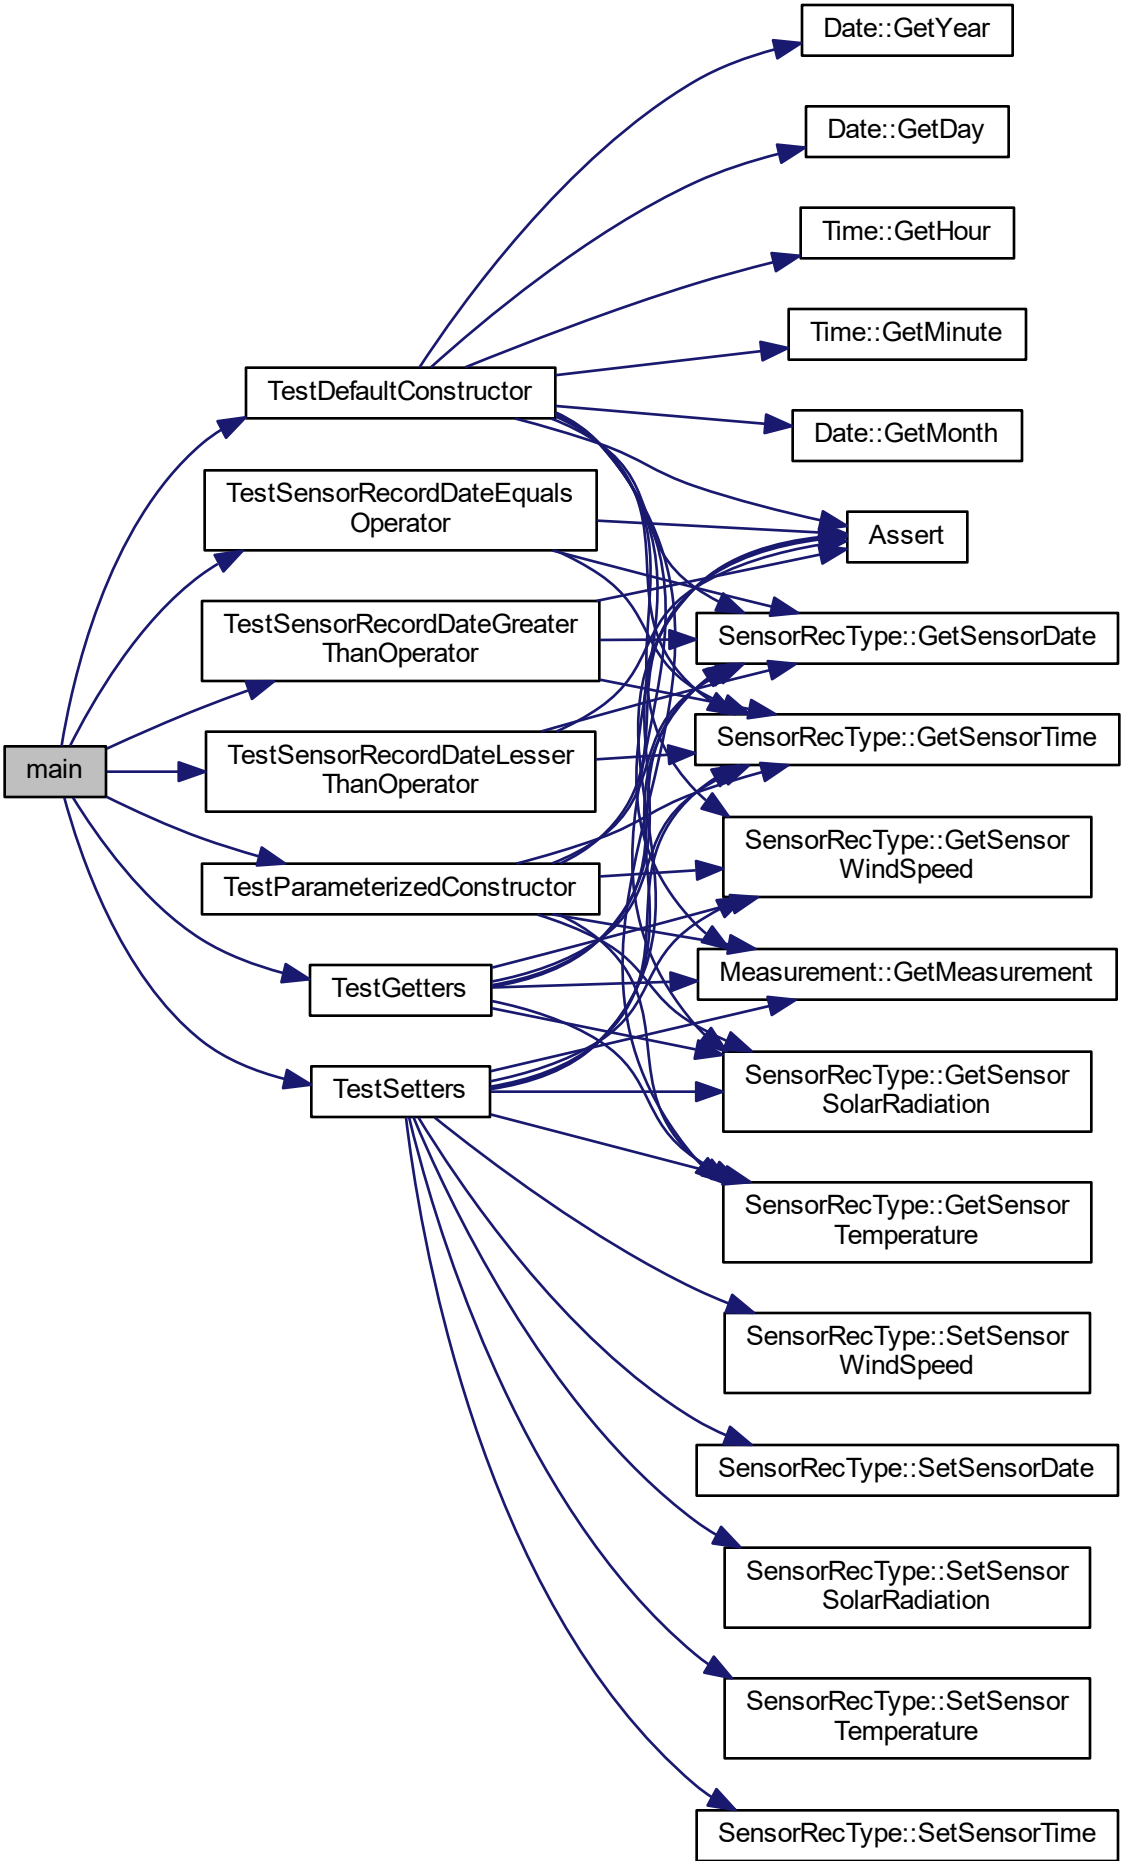 main
TestDefaultConstructor
TestSensorRecordDateEquals
Operator
TestSensorRecordDateGreater
ThanOperator
TestSensorRecordDateLesser
ThanOperator
TestParameterizedConstructor
TestGetters
TestSetters
Date::GetYear
Date::GetDay
Time::GetHour
Time::GetMinute
Date::GetMonth
Assert
SensorRecType::GetSensorDate
SensorRecType::GetSensorTime
SensorRecType::GetSensor
WindSpeed
Measurement::GetMeasurement
SensorRecType::GetSensor
SolarRadiation
SensorRecType::GetSensor
Temperature
SensorRecType::SetSensor
WindSpeed
SensorRecType::SetSensorDate
SensorRecType::SetSensor
SolarRadiation
SensorRecType::SetSensor
Temperature
SensorRecType::SetSensorTime